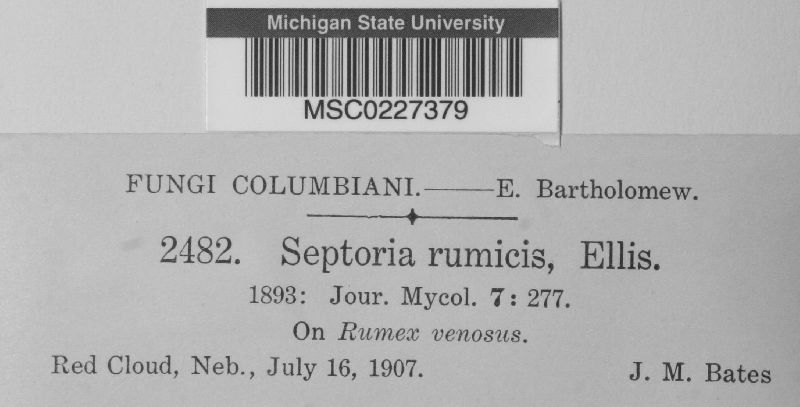 Michigan State University
MSC0227379
FUNGI COLUMBIANI.——E. Bartholomew.
2482. Septoria rumicis, Ellis.
1893: Jour. Mycol. 7: 277.
On Rumex venosus.
Red Cloud, Neb., July 16, 1907. J. M. Bates